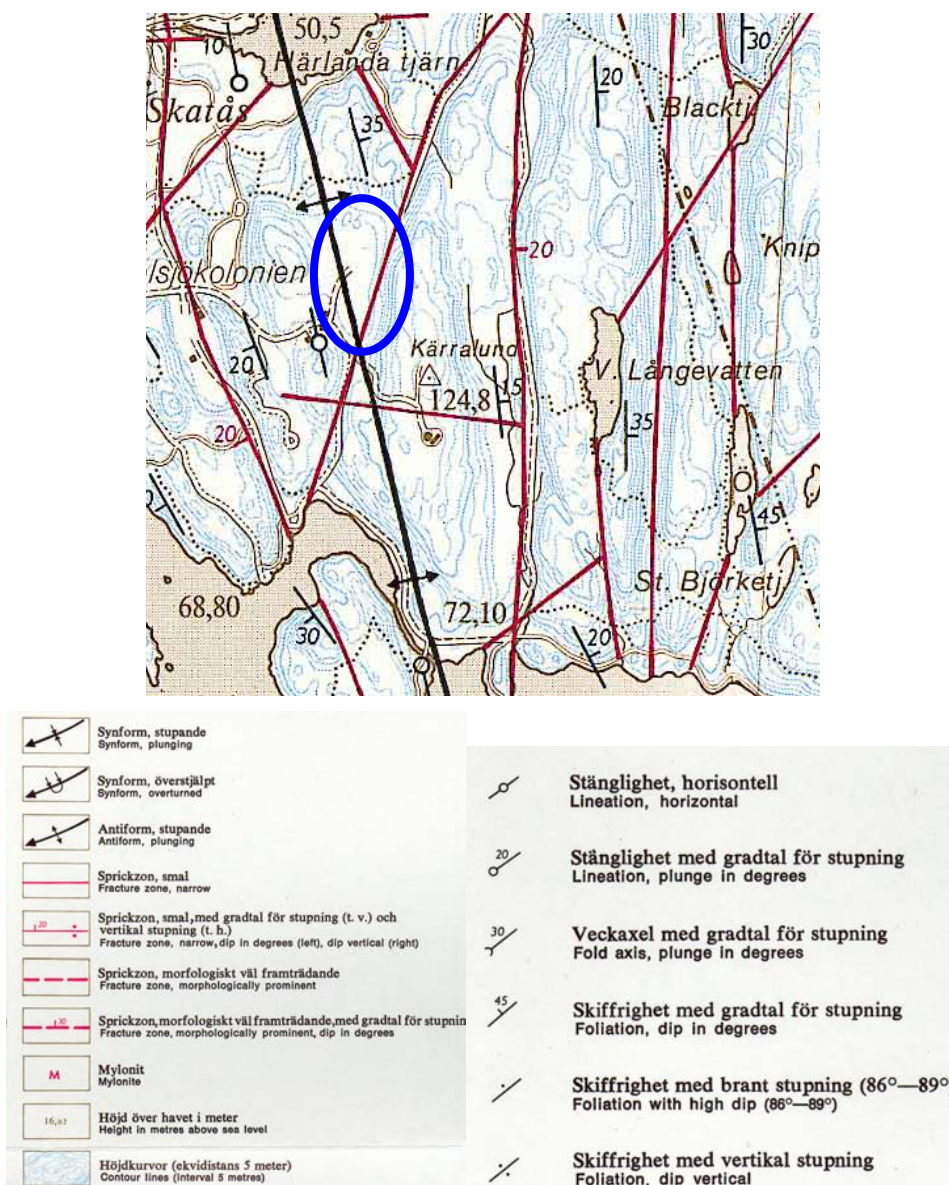 50,5
10
Härlanda tjärn
30
20
Skatås
35
Blacktj
lsjökolonien
20
Knip
20
Kärralund
V. Långevatten
124,8
15
35
20
45
St. Björketj
68,80
72,10
30
20
Synform, stupande
Synform, plunging
Synform, överstjälpt
Synform, overturned
Antiform, stupande
Antiform, plunging
Sprickzon, smal
Fracture zone, narrow
20
Sprickzon, smal, med gradtal för stupning (t. v.) och
vertikal stupning (t. h.)
Fracture zone, narrow, dip in degrees (left), dip vertical (right)
Sprickzon, morfologiskt väl framträdande
Fracture zone, morphologically prominent
30
Sprickzon, morfologiskt väl framträdande, med gradtal för stupnin
Fracture zone, morphologically prominent, dip in degrees
M
Mylonit
Mylonite
Höjd över havet i meter
Height in metres above sea level
Höjdkurvor (ekvidistans 5 meter)
Contour lines (interval 5 metres)
Stänglighet, horisontell
Lineation, horizontal
20
Stänglighet med gradtal för stupning
Lineation, plunge in degrees
30
Veckaxel med gradtal för stupning
Fold axis, plunge in degrees
45
Skiffrighet med gradtal för stupning
Foliation, dip in degrees
Skiffrighet med brant stupning (86°—89°
Foliation with high dip (86°—89°)
Skiffrighet med vertikal stupning
Foliation, dip vertical